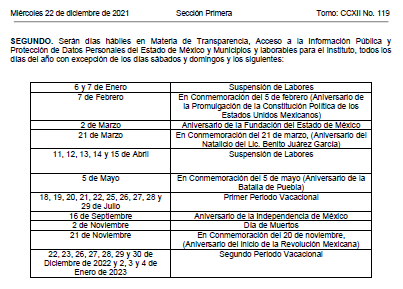 Miércoles 22 de diciembre de 2021 Sección Primera Tomo: CCXII No. 119
SEGUNDO. Serán días hábiles en Materia de Transparencia, Acceso a la Información Pública y
Protección de Datos Personales del Estado de México y Municipios y laborables para el Instituto, todos los
días del año con excepción de los días sábados y domingos y los siguientes:
6 y 7 de Enero Suspensión de Labores
7 de Febrero En Conmemoración del 5 de febrero (Aniversario de
la Promulgación de la Constitución Política de los
Estados Unidos Mexicanos)
2 de Marzo Aniversario de la Fundación del Estado de México
21 de Marzo En Conmemoración del 21 de marzo, (Aniversario del
Natalicio del Lic. Benito Juárez García)
11, 12, 13, 14 y 15 de Abril Suspensión de Labores
5 de Mayo En Conmemoración del 5 de mayo (Aniversario de la
Batalla de Puebla)
18, 19, 20, 21, 22, 25, 26, 27, 28 y Primer Periodo Vacacional
29 de Julio
16 de Septiembre Aniversario de la Independencia de México
2 de Noviembre Día de Muertos
21 de Noviembre En Conmemoración del 20 de noviembre,
(Aniversario del Inicio de la Revolución Mexicana)
22, 23, 26, 27, 28, 29 y 30 de Segundo Periodo Vacacional
Diciembre de 2022 y 2, 3 y 4 de
Enero de 2023